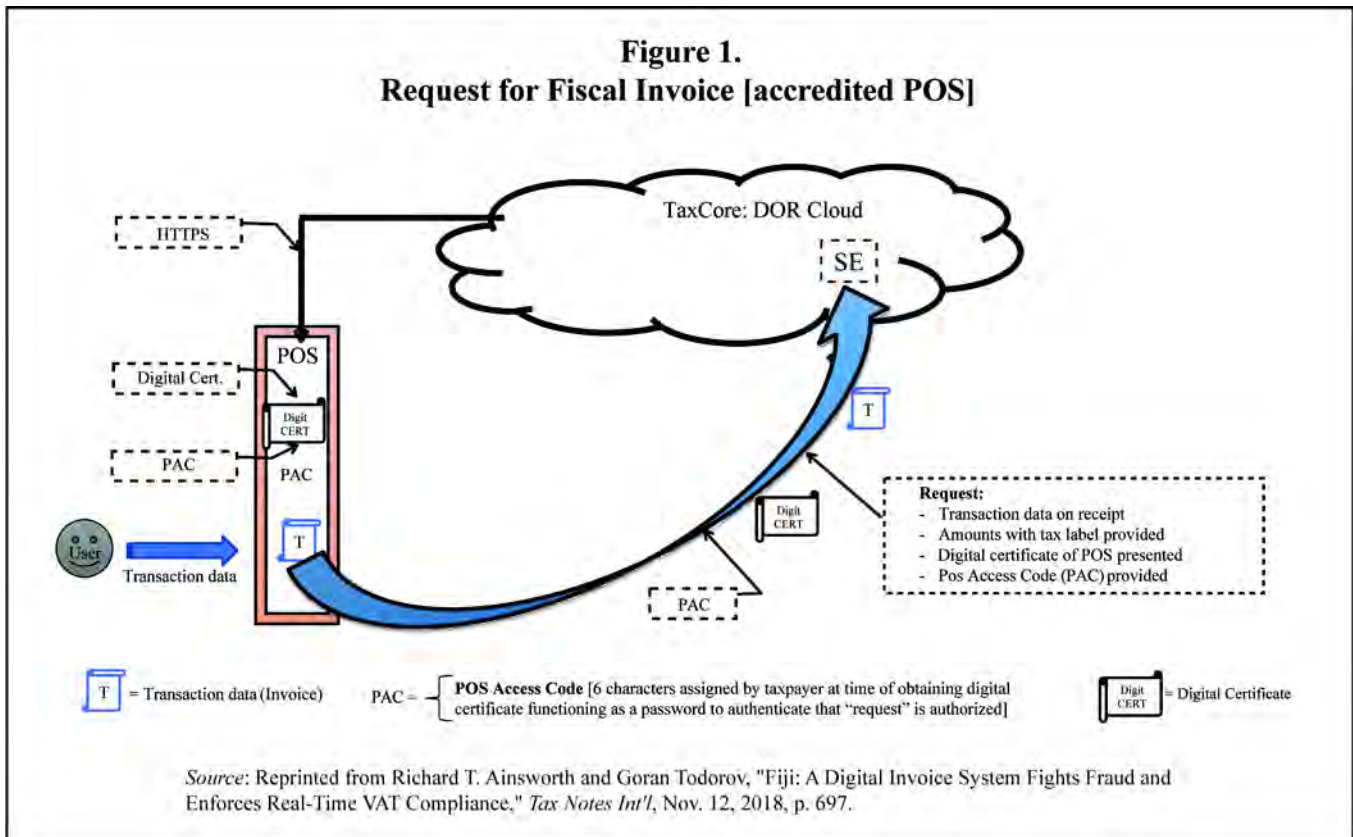 Figure 1.
Request for Fiscal Invoice [accredited POS]
TaxCore: DOR Cloud
HTTPS
SE
POS
Digital Cert.
Digit
CERT
PAC
PAC
T
User
Transaction data
T
Digit
CERT
PAC
Request:
- Transaction data on receipt
- Amounts with tax label provided
- Digital certificate of POS presented
- Pos Access Code (PAC) provided
T = Transaction data (Invoice)
PAC = POS Access Code [6 characters assigned by taxpayer at time of obtaining digital
certificate functioning as a password to authenticate that “request” is authorized]
Digit
CERT = Digital Certificate
Source: Reprinted from Richard T. Ainsworth and Goran Todorov, "Fiji: A Digital Invoice System Fights Fraud and
Enforces Real-Time VAT Compliance," Tax Notes Int'l, Nov. 12, 2018, p. 697.